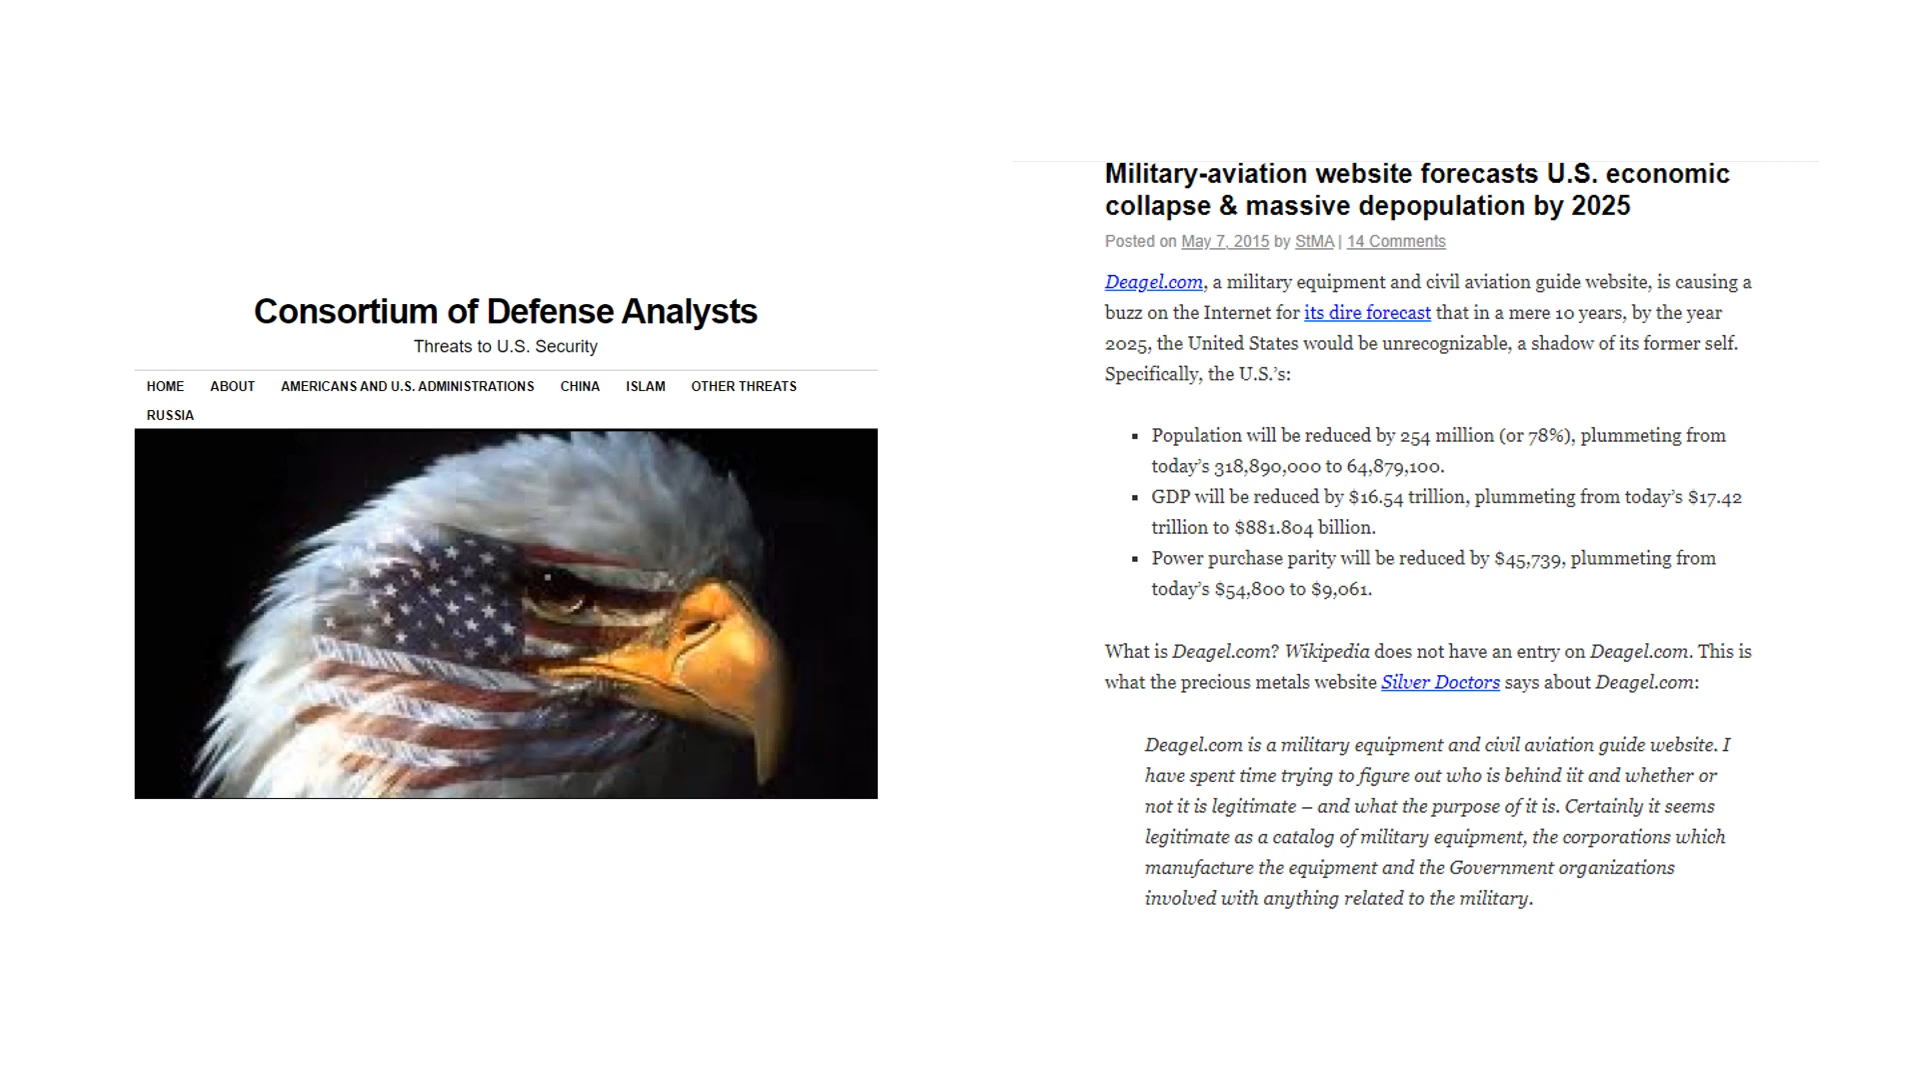 Consortium of Defense Analysts
Threats to U.S. Security
HOME ABOUT AMERICANS AND U.S. ADMINISTRATIONS CHINA ISLAM OTHER THREATS
RUSSIA
Military-aviation website forecasts U.S. economic
collapse & massive depopulation by 2025
Posted on May 7, 2015 by StMA | 14 Comments
Deagel.com, a military equipment and civil aviation guide website, is causing a
buzz on the Internet for its dire forecast that in a mere 10 years, by the year
2025, the United States would be unrecognizable, a shadow of its former self.
Specifically, the U.S.’s:
▪ Population will be reduced by 254 million (or 78%), plummeting from
today’s 318,890,000 to 64,879,100.
▪ GDP will be reduced by $16.54 trillion, plummeting from today’s $17.42
trillion to $881.804 billion.
▪ Power purchase parity will be reduced by $45,739, plummeting from
today’s $54,800 to $9,061.
What is Deagel.com? Wikipedia does not have an entry on Deagel.com. This is
what the precious metals website Silver Doctors says about Deagel.com:
Deagel.com is a military equipment and civil aviation guide website. I
have spent time trying to figure out who is behind iit and whether or
not it is legitimate – and what the purpose of it is. Certainly it seems
legitimate as a catalog of military equipment, the corporations which
manufacture the equipment and the Government organizations
involved with anything related to the military.